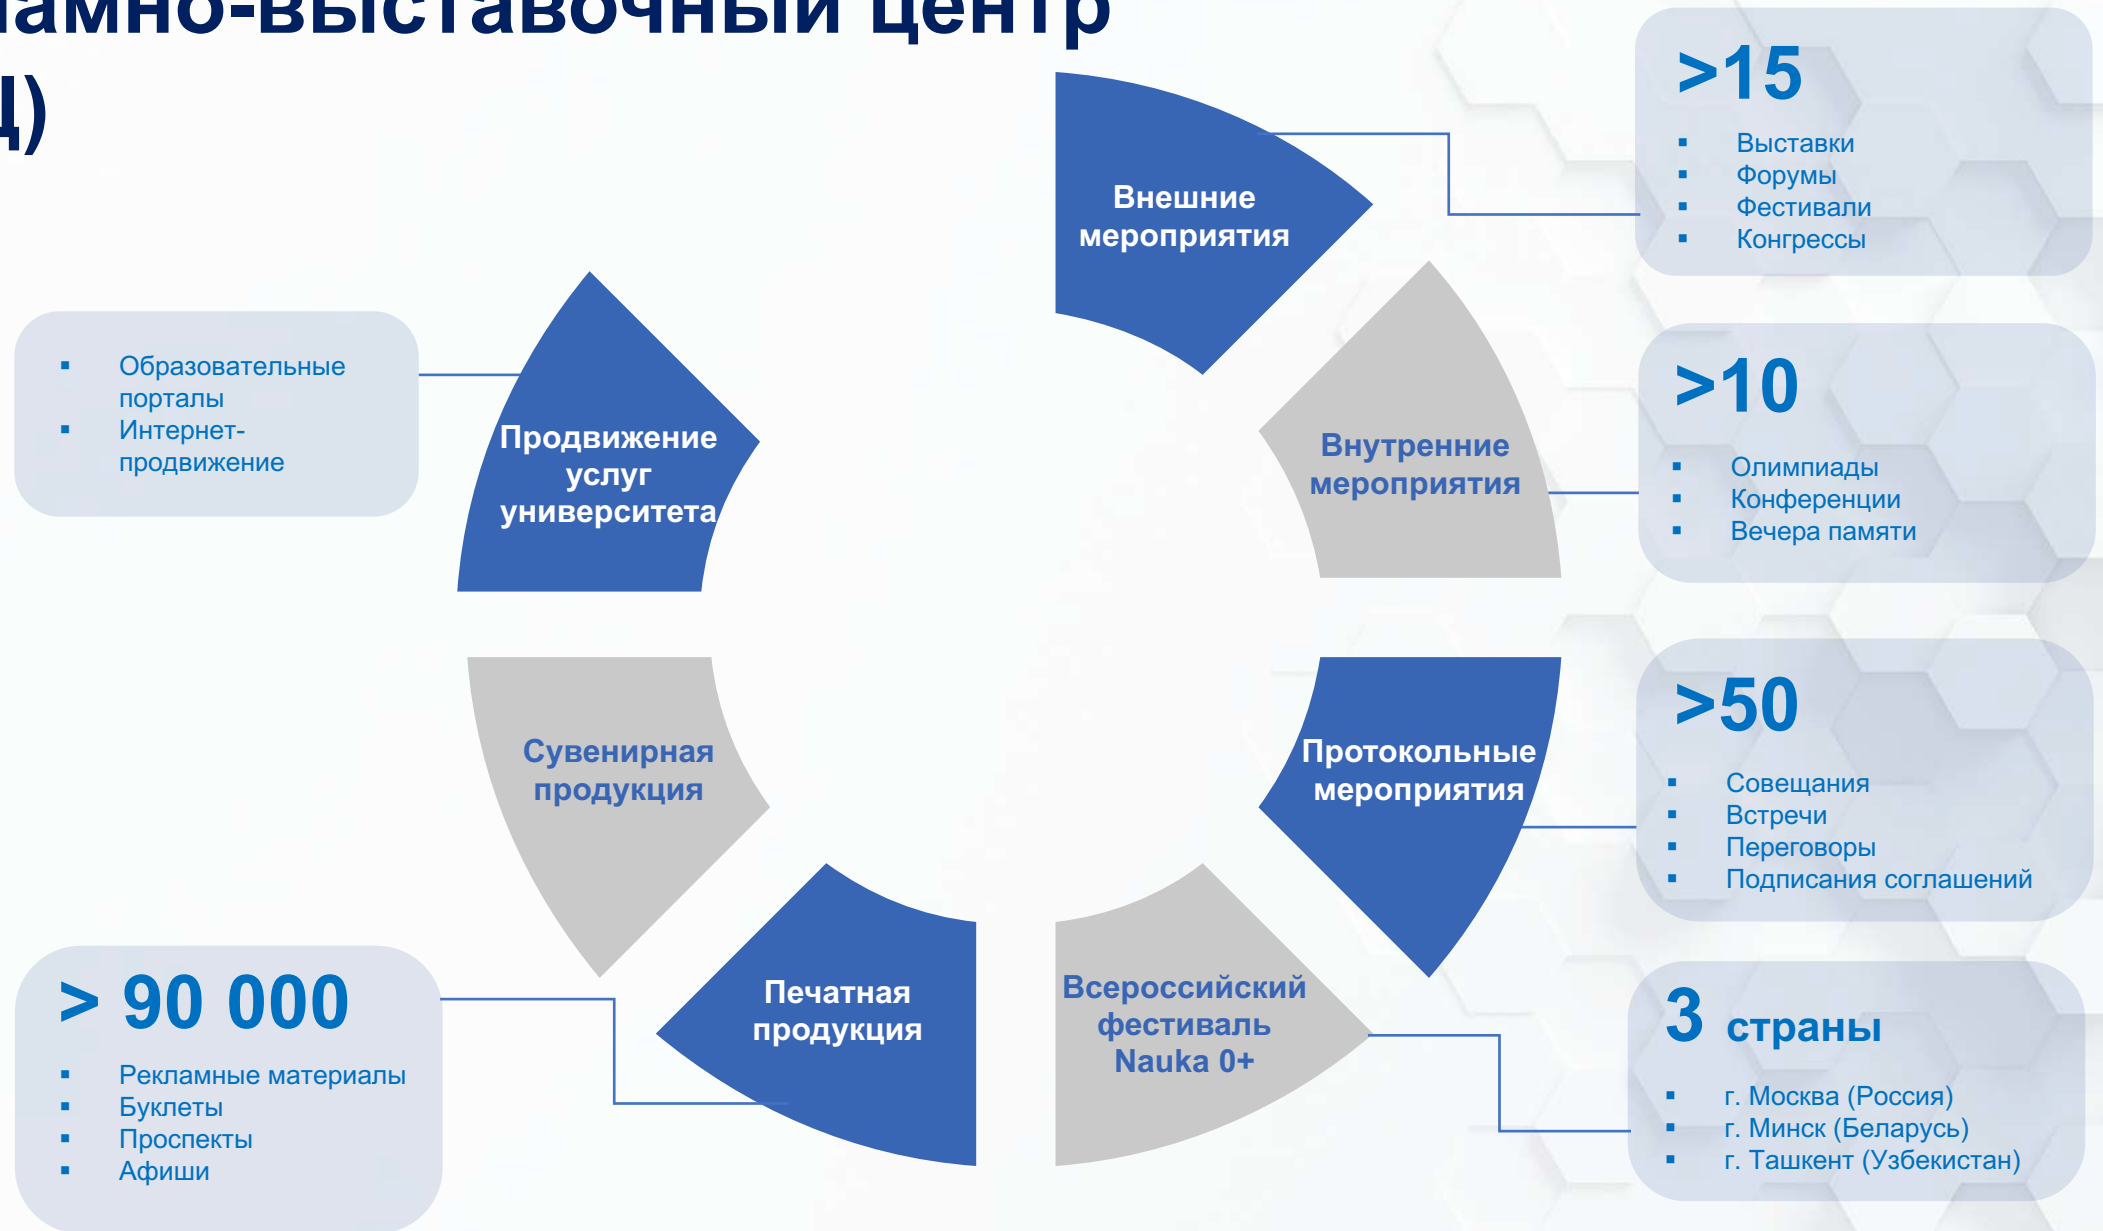 ламно-выставочный центр
Ц)
Внешние
мероприятия
>15
▪ Выставки
▪ Форумы
▪ Фестивали
▪ Конгрессы
Внутренние
мероприятия
>10
▪ Олимпиады
▪ Конференции
▪ Вечера памяти
Протокольные
мероприятия
>50
▪ Совещания
▪ Встречи
▪ Переговоры
▪ Подписания соглашений
Всероссийский
фестиваль
Nauka 0+
3 страны
▪ г. Москва (Россия)
▪ г. Минск (Беларусь)
▪ г. Ташкент (Узбекистан)
Печатная
продукция
> 90 000
▪ Рекламные материалы
▪ Буклеты
▪ Проспекты
▪ Афиши
Сувенирная
продукция
Продвижение
услуг
университета
▪ Образовательные
порталы
▪ Интернет-
продвижение